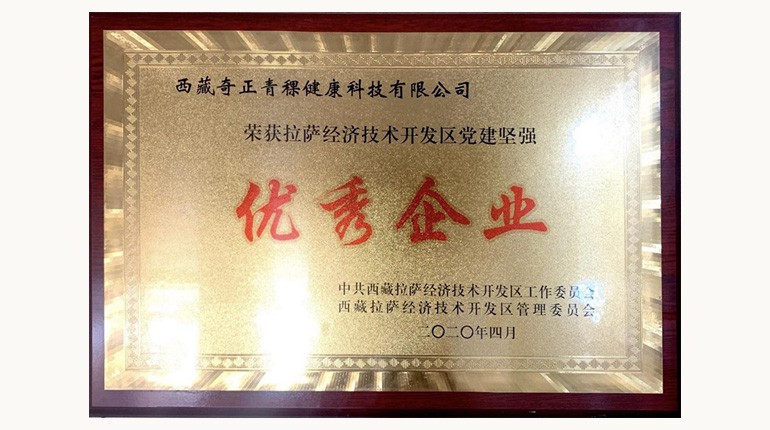 西藏奇正青稞健康科技有限公司
荣获拉萨经济技术开发区党建坚强
优秀企业
中共西藏拉萨经济技术开发区工作委员会
西藏拉萨经济技术开发区管理委员会
二〇二〇年四月